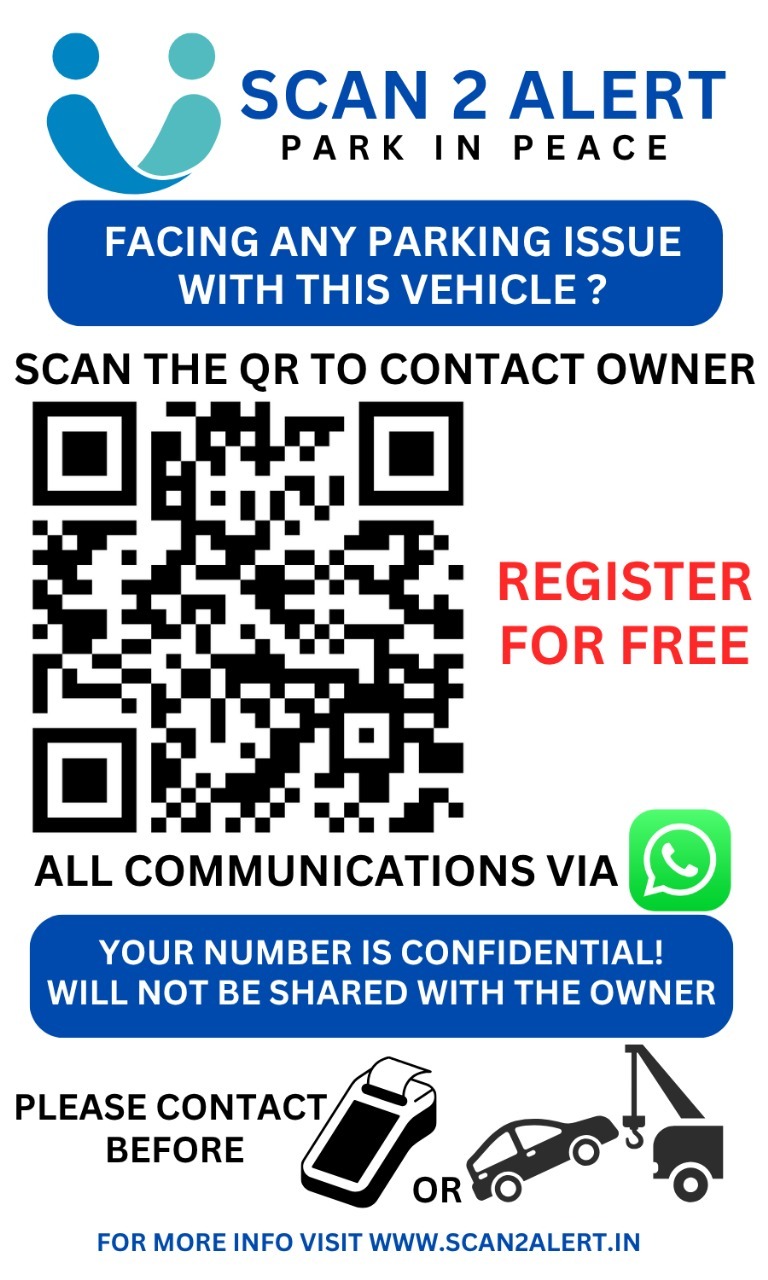 SCAN 2 ALERT
PARK IN PEACE
FACING ANY PARKING ISSUE
WITH THIS VEHICLE ?
SCAN THE QR TO CONTACT OWNER
REGISTER
FOR FREE
ALL COMMUNICATIONS VIA
YOUR NUMBER IS CONFIDENTIAL!
WILL NOT BE SHARED WITH THE OWNER
PLEASE CONTACT
BEFORE
OR
FOR MORE INFO VISIT WWW.SCAN2ALERT.IN